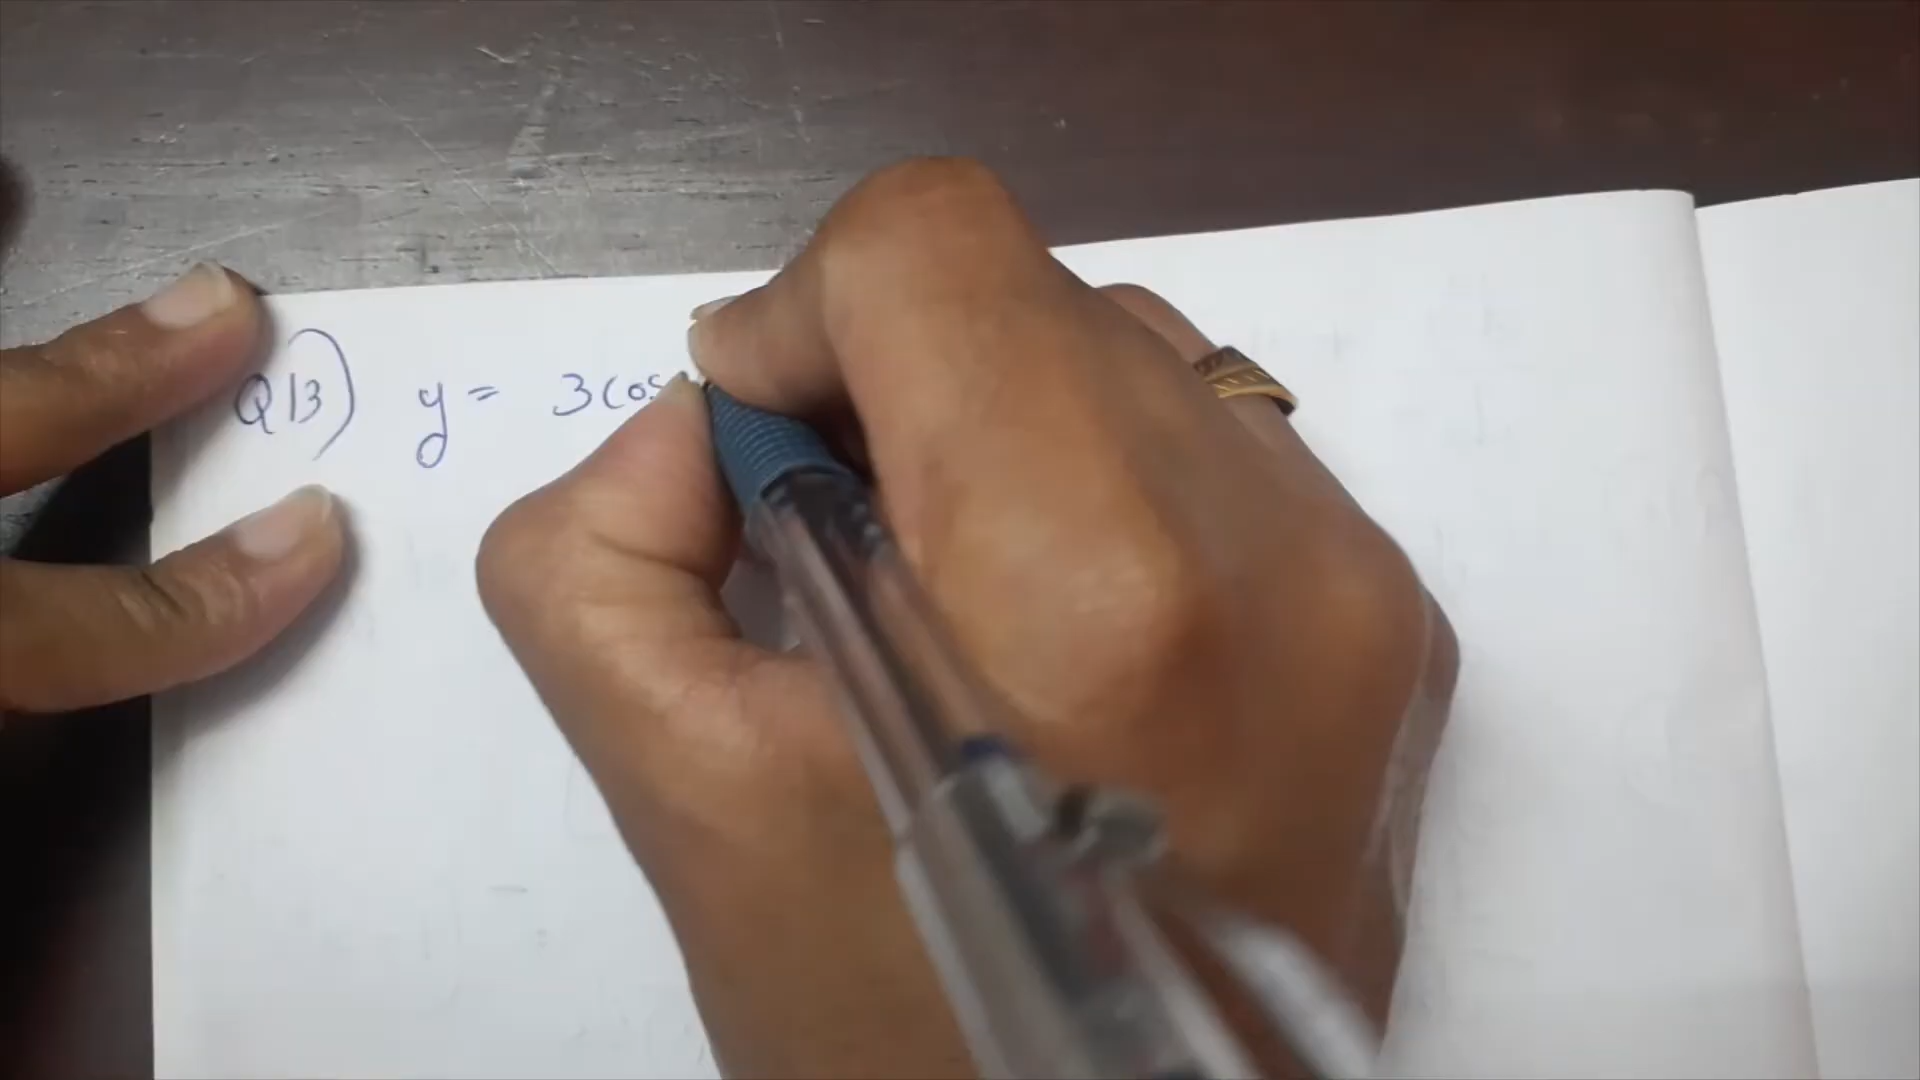 Q13) y = 3cos